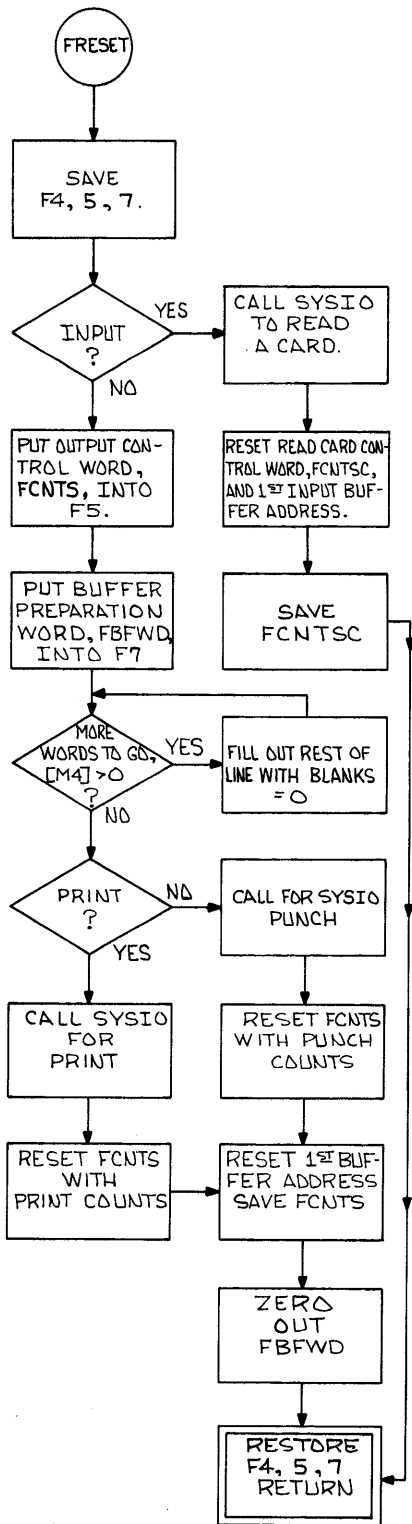 FRESET
SAVE
F4, 5, 7.
INPUT
?
YES
NO
CALL SYSIO
TO READ
A CARD.
PUT OUTPUT CON-
TROL WORD,
FCNTS, INTO
F5.
RESET READ CARD CON-
TROL WORD, FCNTSC,
AND 1ST INPUT BUF-
FER ADDRESS.
PUT BUFFER
PREPARATION
WORD, FBFWD,
INTO F7
SAVE
FCNTSC
MORE
WORDS TO GO,
[M4] >0
?
YES
NO
FILL OUT REST OF
LINE WITH BLANKS
=0
PRINT
?
NO
YES
CALL FOR SYSIO
PUNCH
CALL SYSIO
FOR
PRINT
RESET FCNTS
WITH PUNCH
COUNTS
RESET FCNTS
WITH
PRINT COUNTS
RESET 1ST BUF-
FER ADDRESS
SAVE FCNTS
ZERO
OUT
FBFWD
RESTORE
F4, 5, 7
RETURN